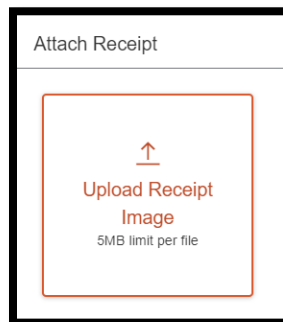 Attach Receipt
Upload Receipt
Image
5MB limit per file